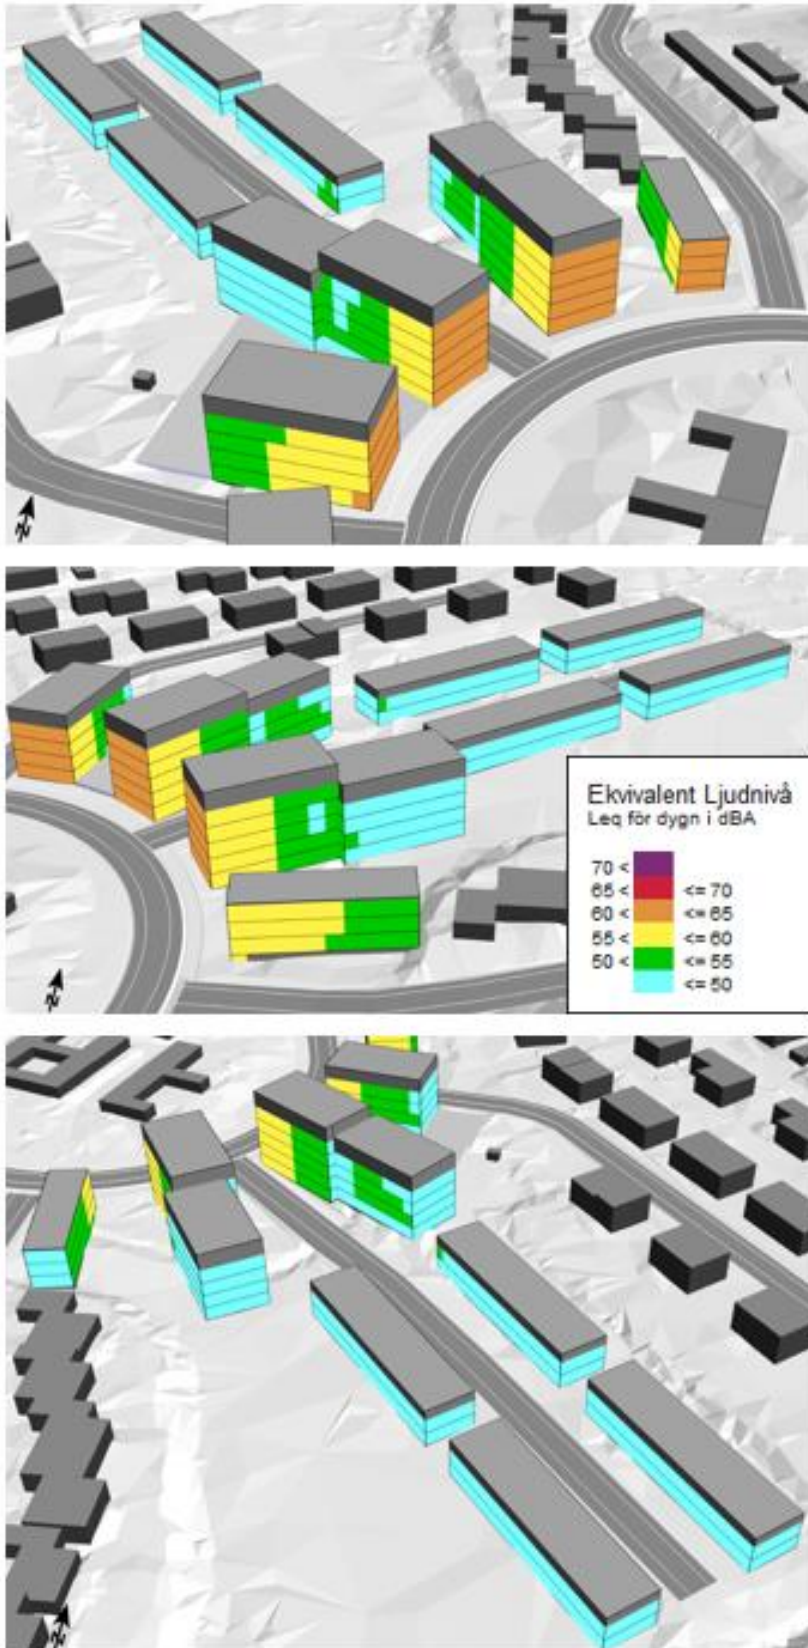 Ekvivalent Ljudnivå
Leq för dygn i dBA
70 <
65 < <= 70
60 < <= 65
55 < <= 60
50 < <= 55
<= 50